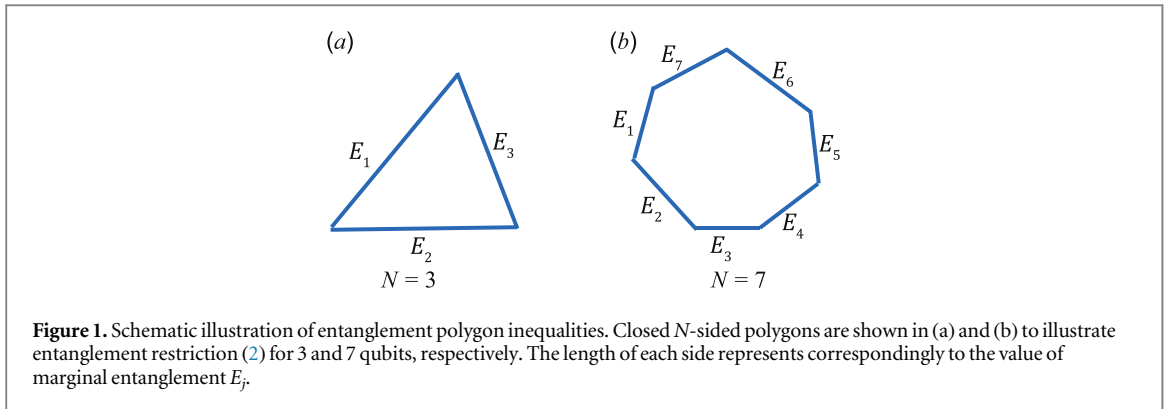 (a)
(b)
E₇
E₆
E₁
E₁
E₃
E₅
E₂
E₄
E₂
E₃
N = 3
N = 7
Figure 1. Schematic illustration of entanglement polygon inequalities. Closed N-sided polygons are shown in (a) and (b) to illustrate
entanglement restriction (2) for 3 and 7 qubits, respectively. The length of each side represents correspondingly to the value of
marginal entanglement Eⱼ.